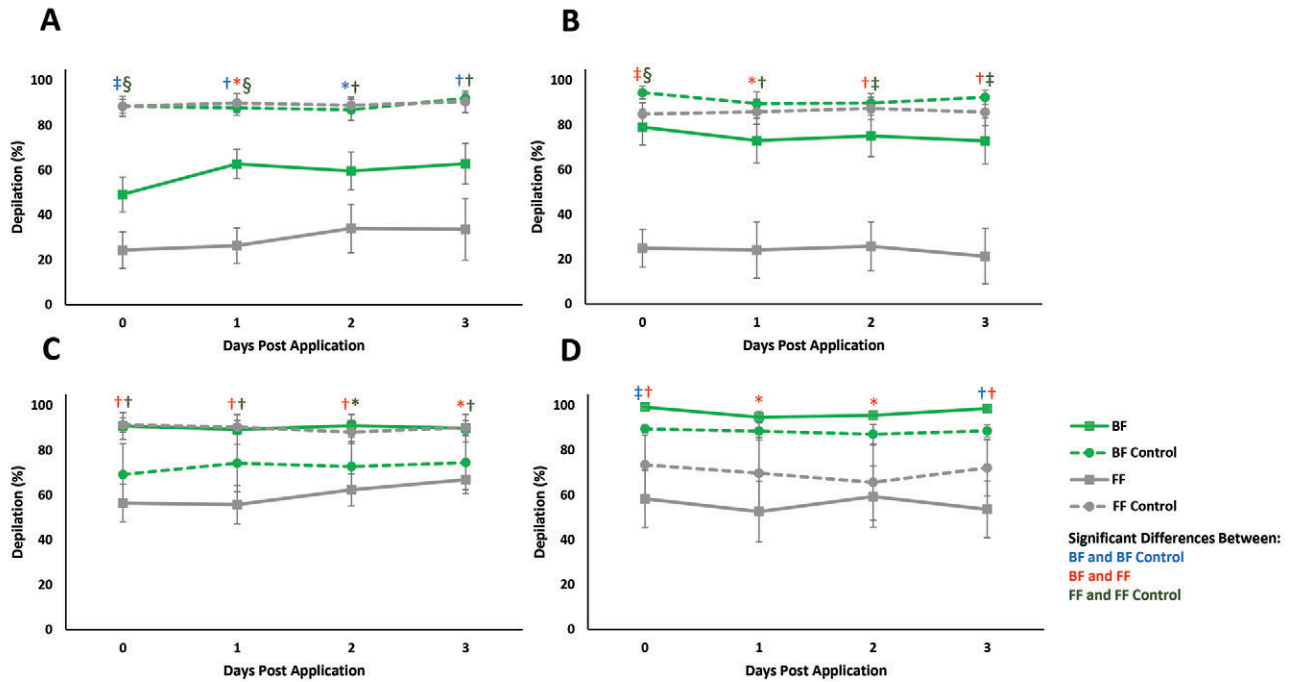 A
‡§ †*§ *† ††
100
80
60
40
20
0
Depilation (%)
0 1 2 3
Days Post Application
B
‡§ *† †‡ †‡
100
80
60
40
20
0
Depilation (%)
0 1 2 3
Days Post Application
C
†† †† †* *†
100
80
60
40
20
0
Depilation (%)
0 1 2 3
Days Post Application
D
‡† * * ††
100
80
60
40
20
0
Depilation (%)
0 1 2 3
Days Post Application
BF
BF Control
FF
FF Control
Significant Differences Between:
BF and BF Control
BF and FF
FF and FF Control